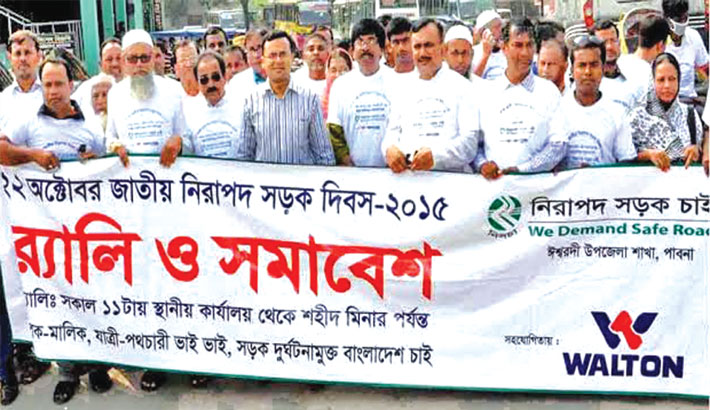 ২২ অক্টোবর জাতীয় নিরাপদ সড়ক দিবস-২০১৫
র‍্যালি ও সমাবেশ
র‍্যালিঃ সকাল ১১টায় স্থানীয় কার্যালয় থেকে শহীদ মিনার পর্যন্ত
-মালিক, যাত্রী-পথচারী ভাই ভাই, সড়ক দুর্ঘটনামুক্ত বাংলাদেশ চাই
নিরাপদ সড়ক চাই
We Demand Safe Road
ঈশ্বরদী উপজেলা শাখা, পাবনা
সহযোগিতায় :
WALTON